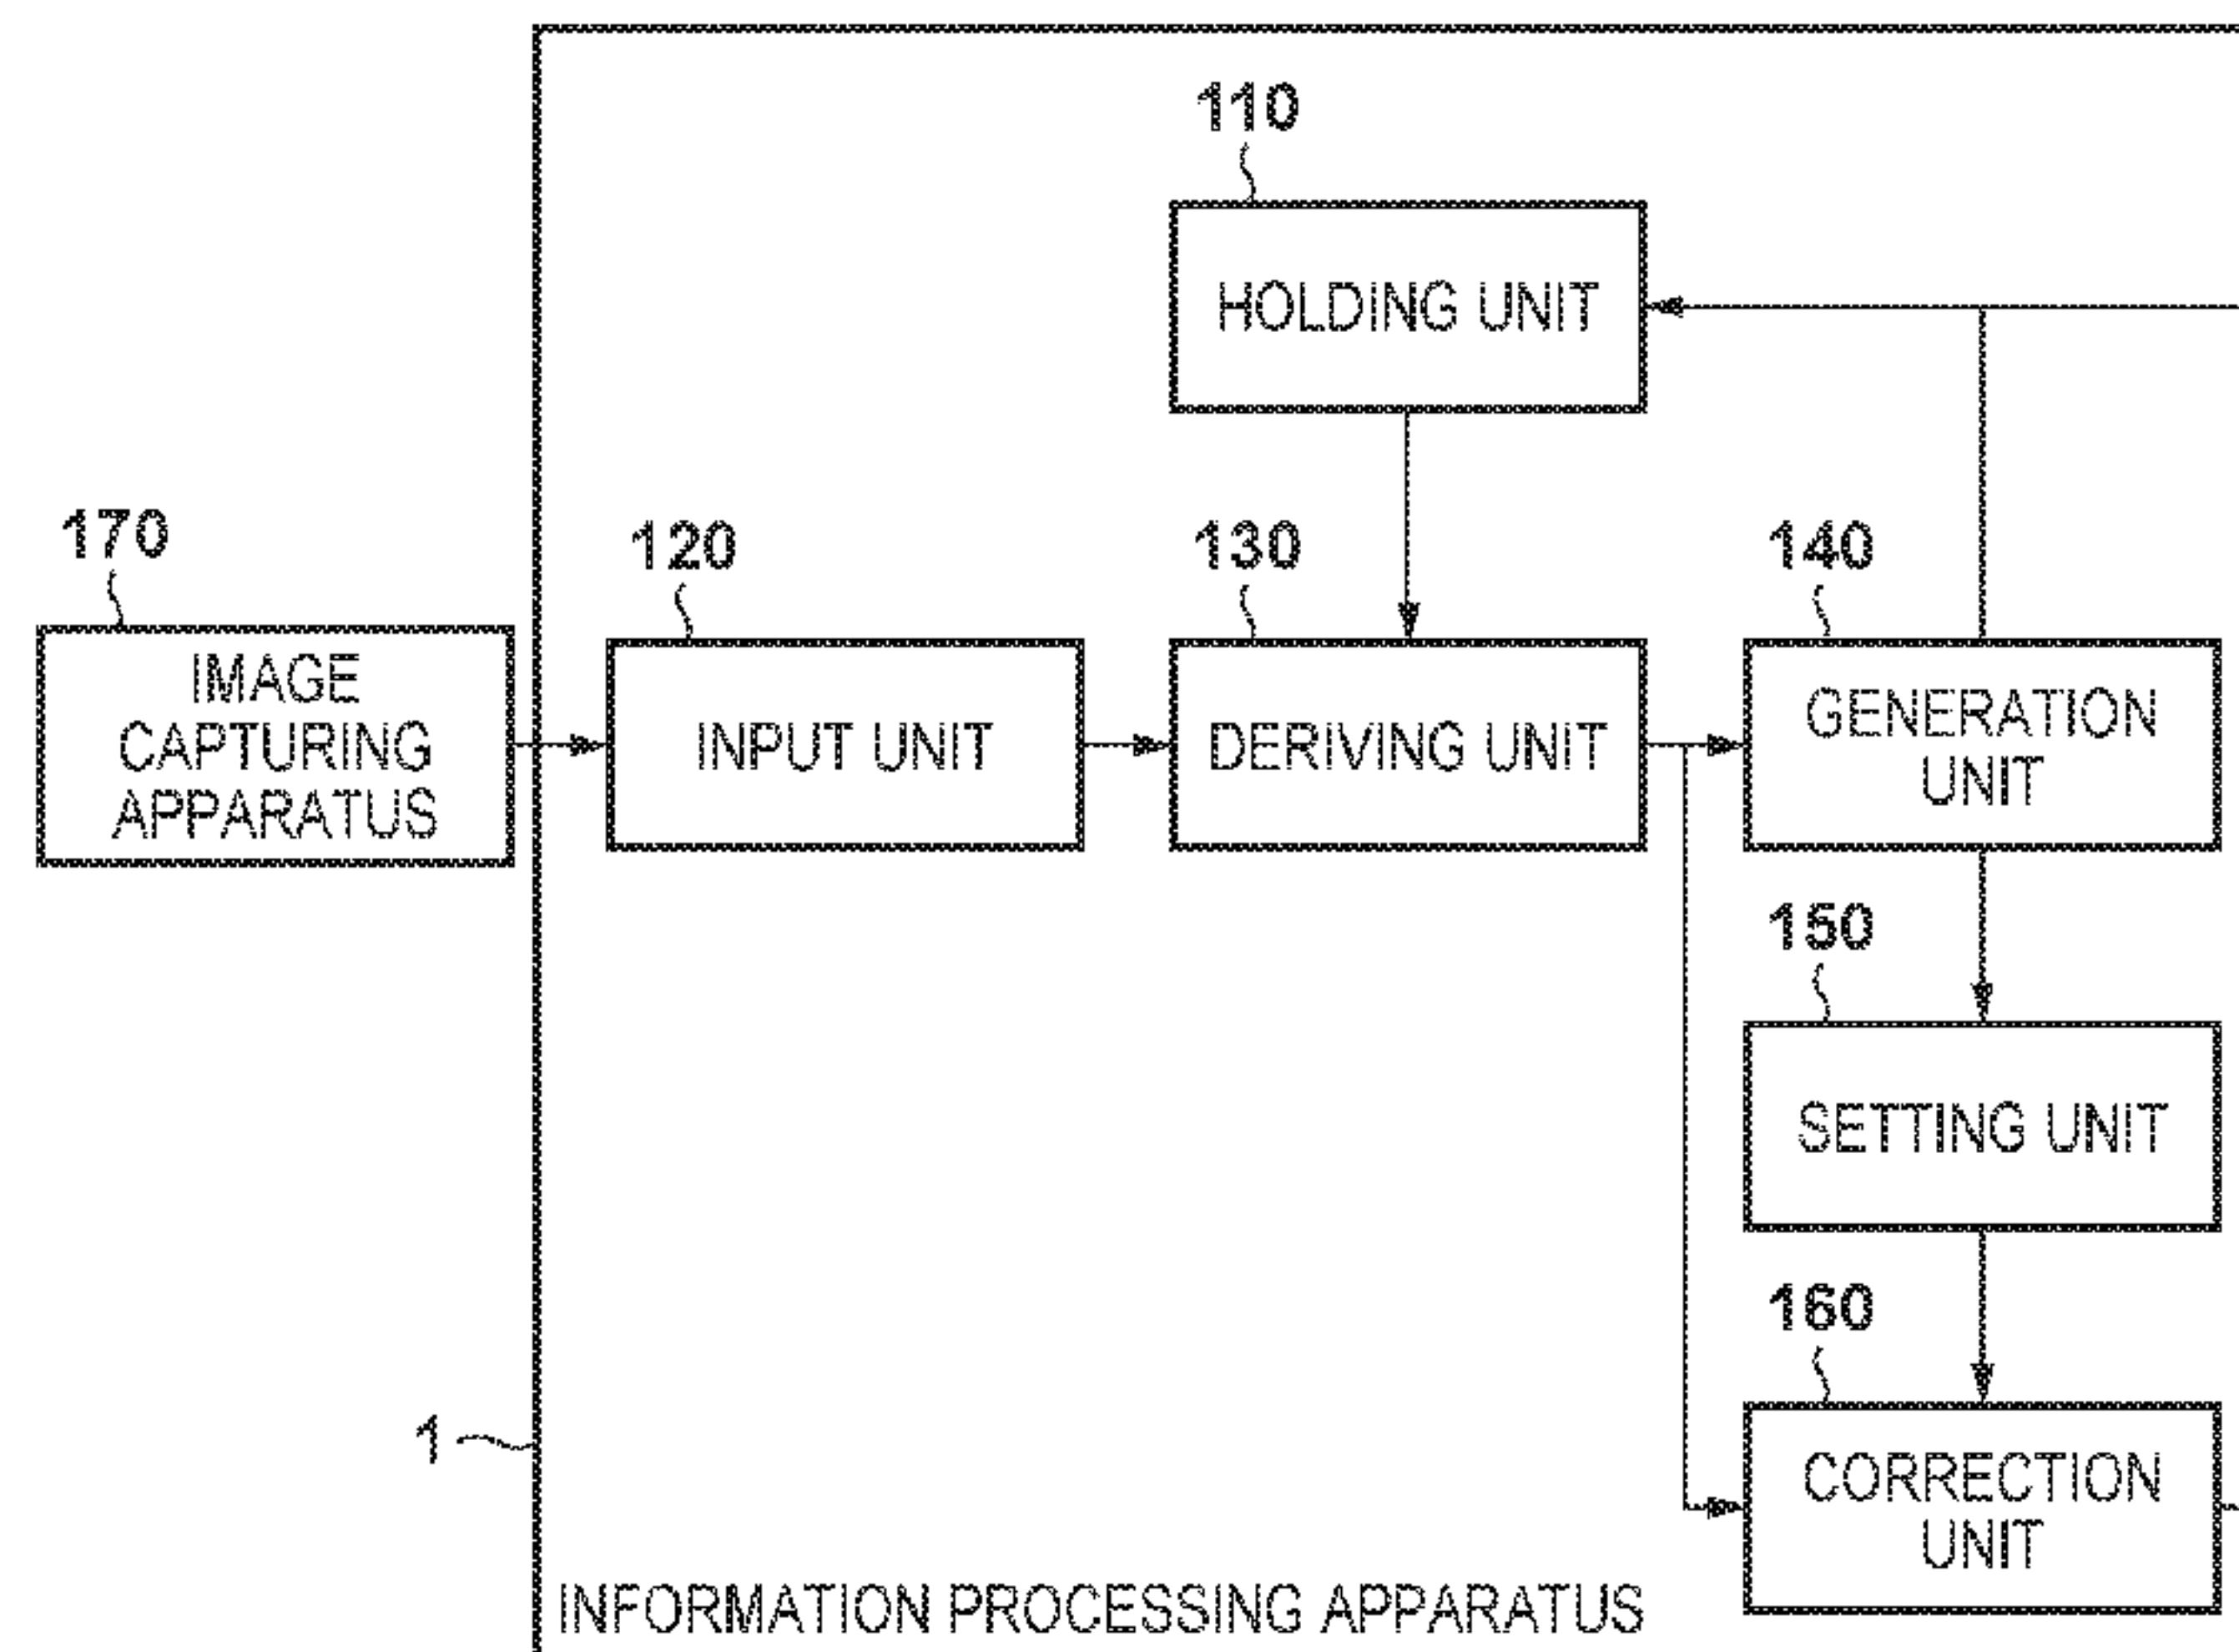 110
HOLDING UNIT
170
120
130
140
IMAGE
CAPTURING
APPARATUS
INPUT UNIT
DERIVING UNIT
GENERATION
UNIT
150
SETTING UNIT
160
1
CORRECTION
UNIT
INFORMATION PROCESSING APPARATUS